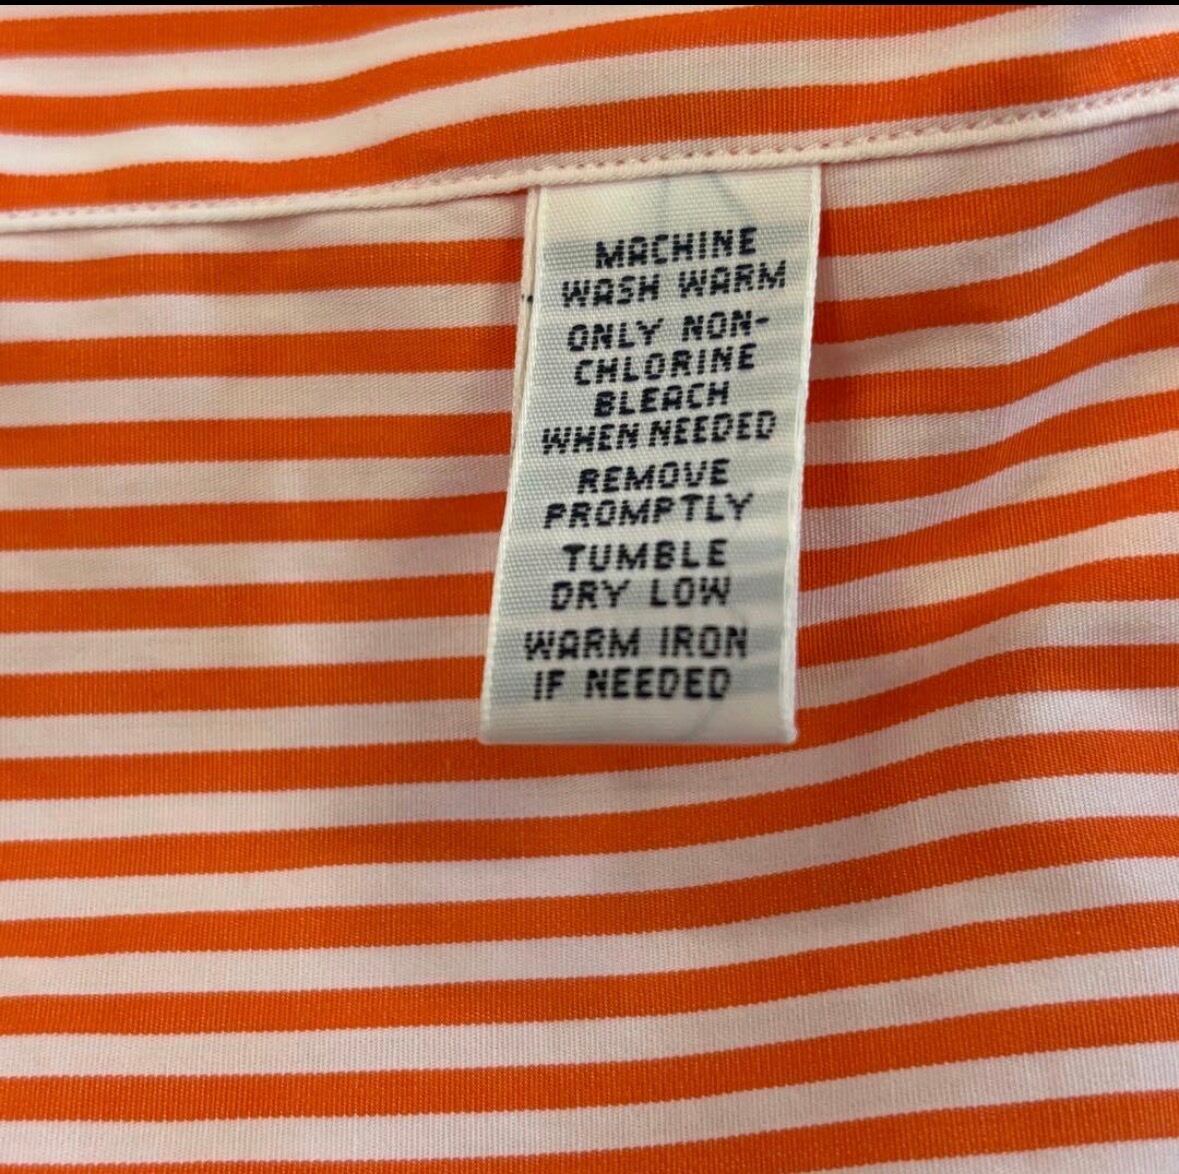 MACHINE
WASH WARM
ONLY NON-
CHLORINE
BLEACH
WHEN NEEDED
REMOVE
PROMPTLY
TUMBLE
DRY LOW
WARM IRON
IF NEEDED